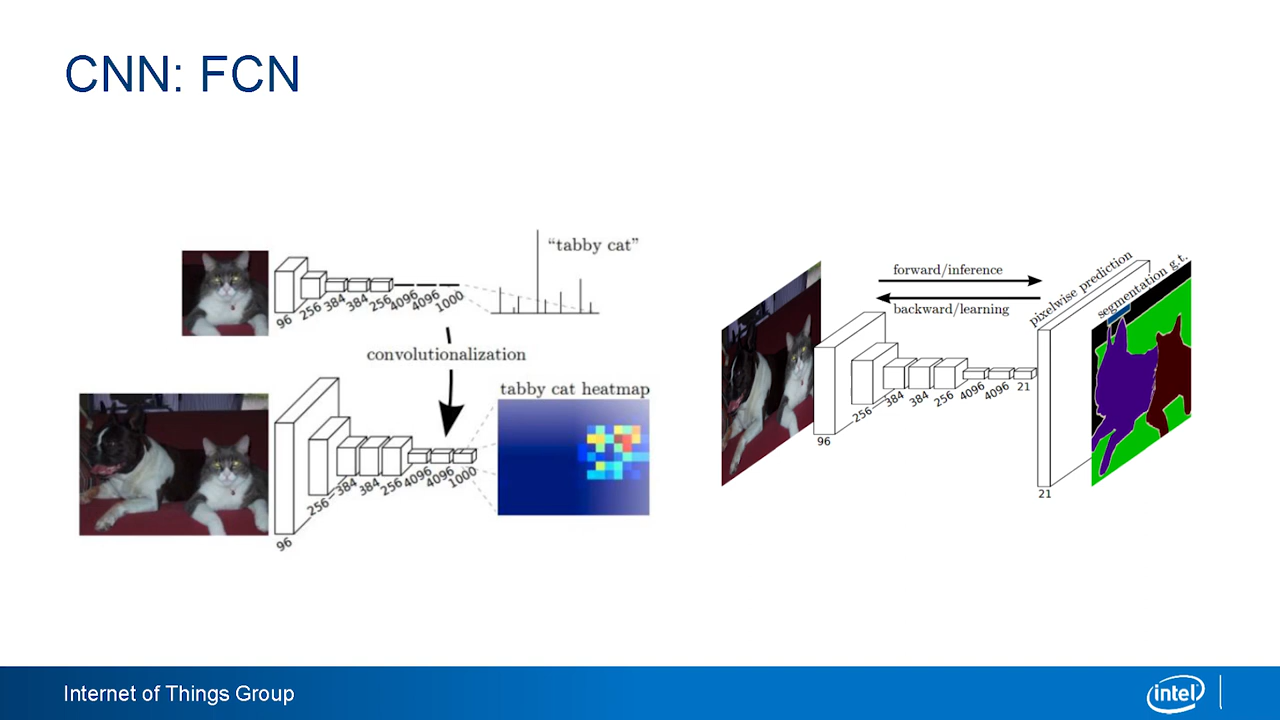 CNN: FCN
"tabby cat"
96 256 384 384 256 4096 4096 1000
convolutionalization
tabby cat heatmap
96 256 384 384 256 4096 4096 1000
forward/inference
backward/learning
pixelwise prediction
segmentation g.t.
96 256 384 384 256 4096 4096 21
21
Internet of Things Group
intel